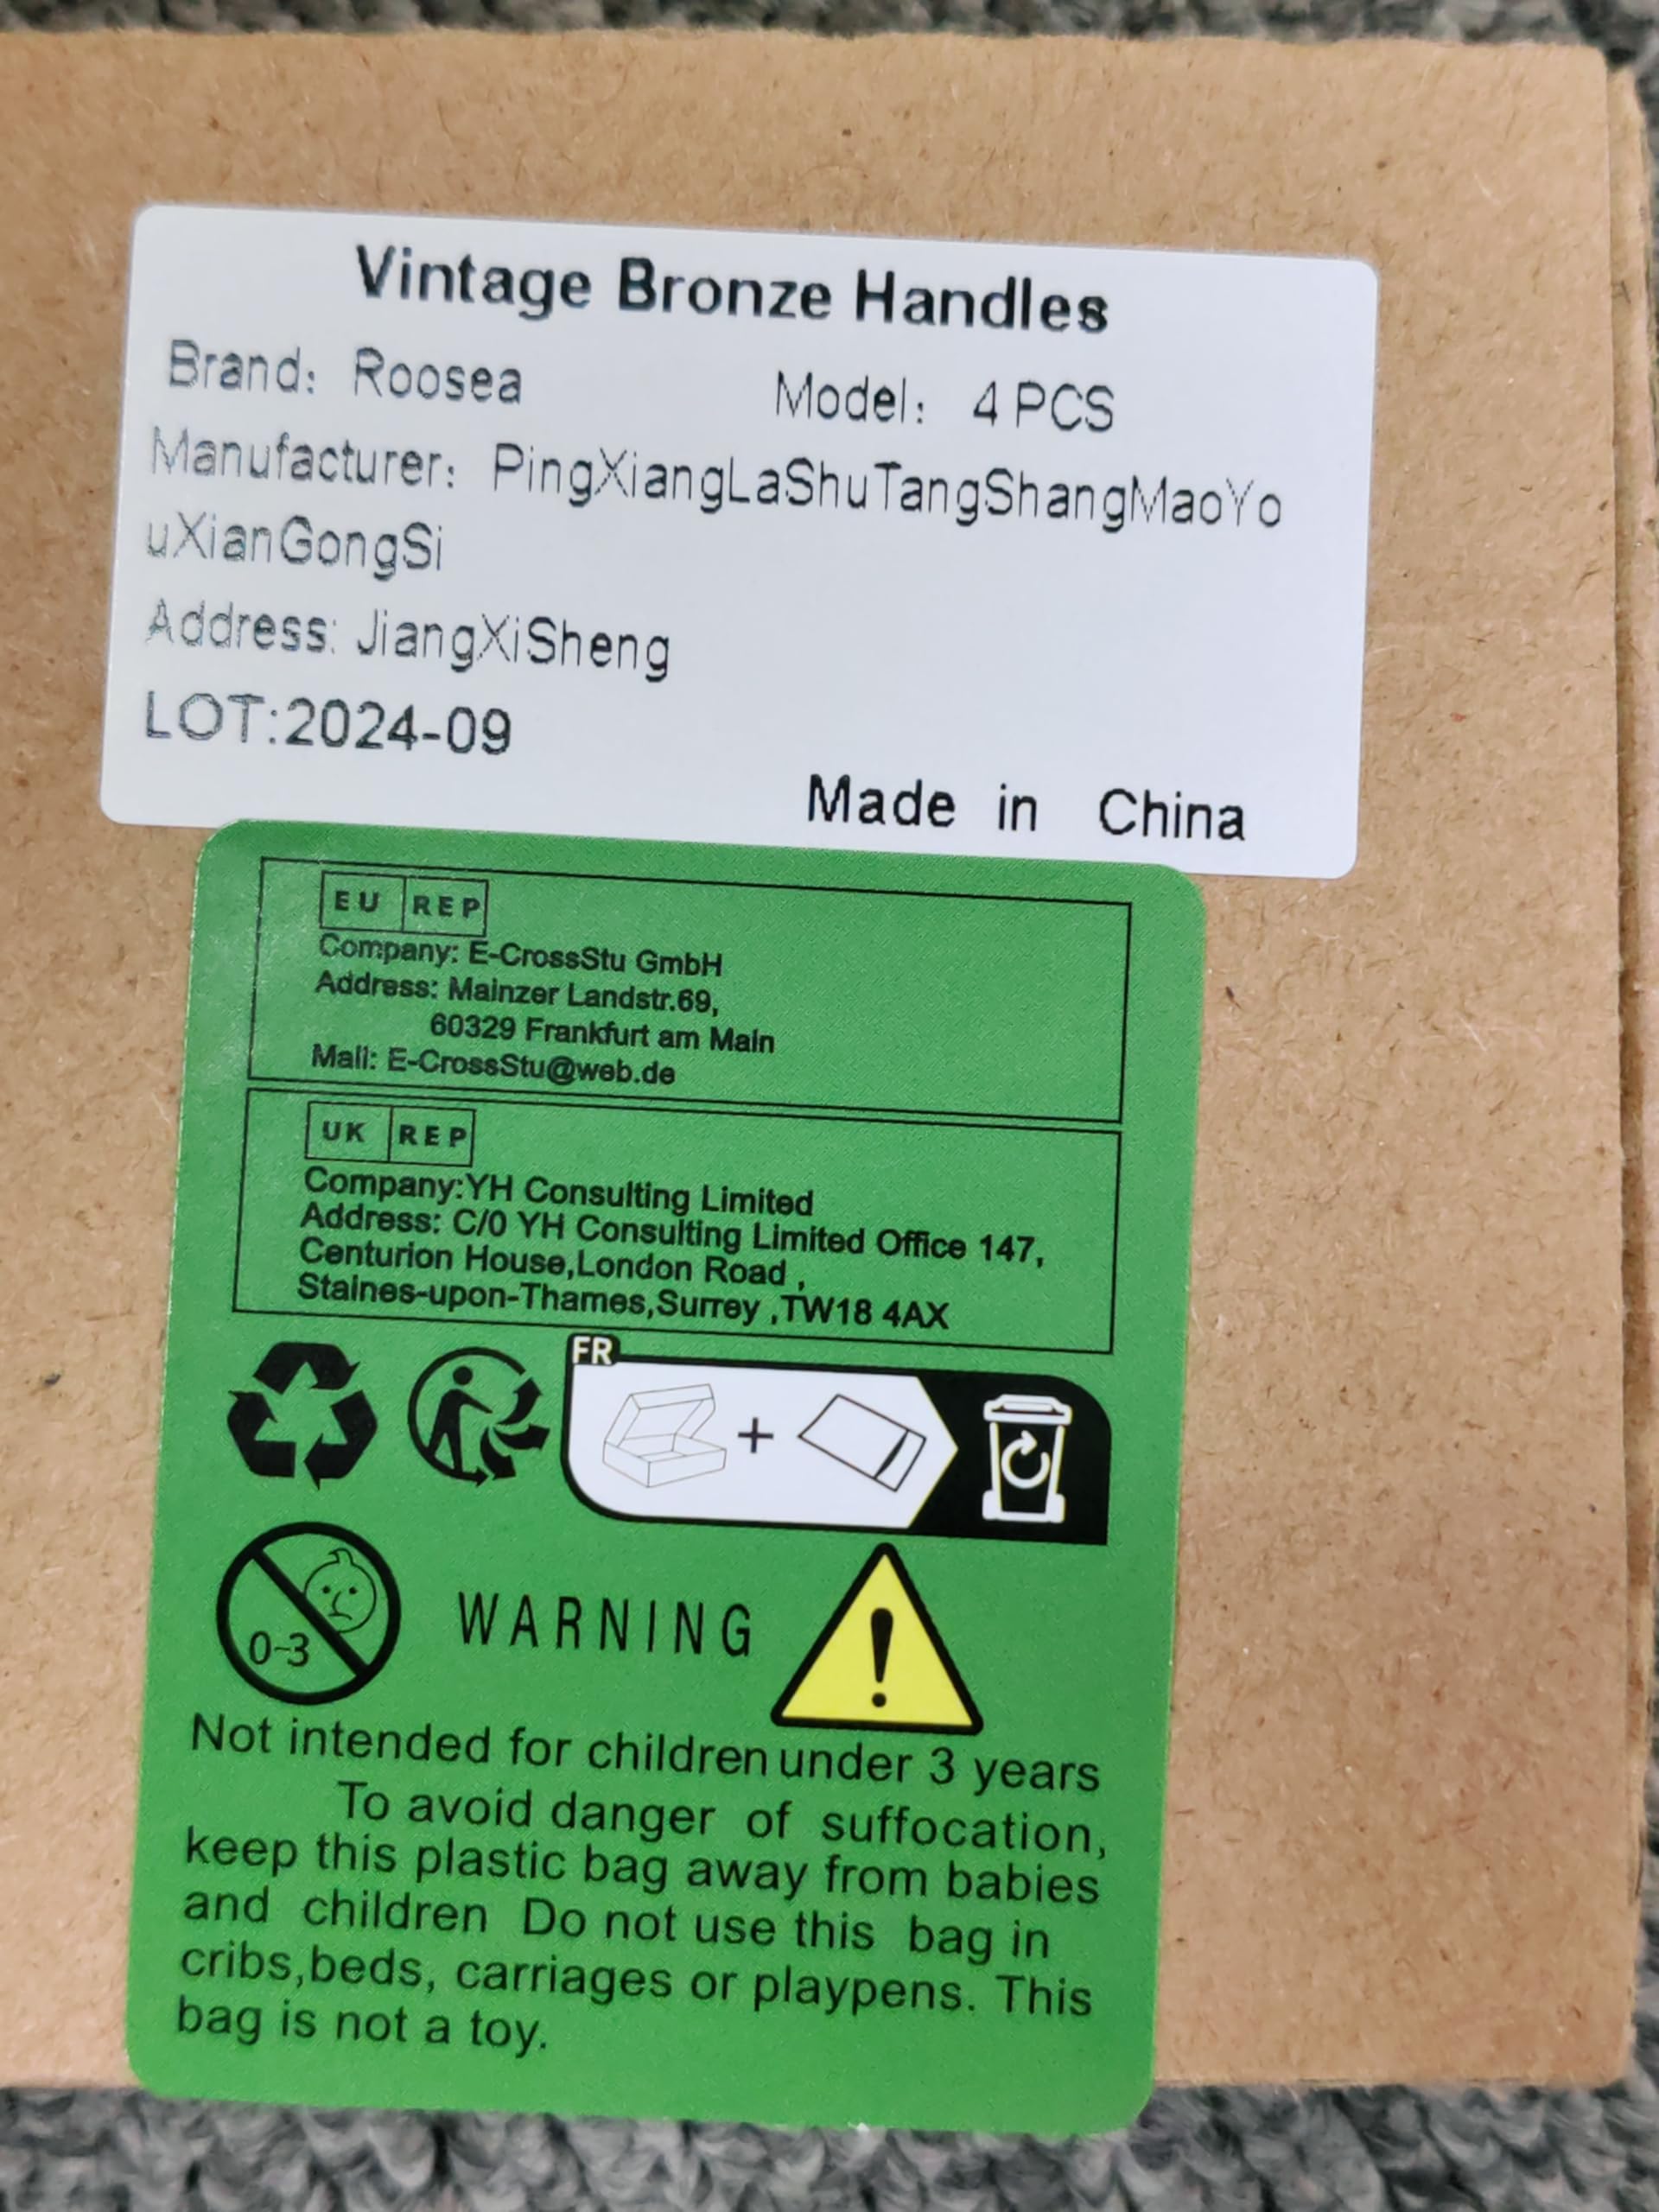 Vintage Bronze Handles
Brand: Roosea Model: 4 PCS
Manufacturer: PingXiangLaShuTangShangMaoYo
uXianGongSi
Address: JiangXiSheng
LOT:2024-09
Made in China
EU REP
Company: E-CrossStu GmbH
Address: Mainzer Landstr.69,
60329 Frankfurt am Main
Mail: E-CrossStu@web.de
UK REP
Company:YH Consulting Limited
Address: C/0 YH Consulting Limited Office 147,
Centurion House,London Road ,
Staines-upon-Thames,Surrey ,TW18 4AX
FR
+
0-3
WARNING
!
Not intended for children under 3 years
To avoid danger of suffocation,
keep this plastic bag away from babies
and children Do not use this bag in
cribs,beds, carriages or playpens. This
bag is not a toy.